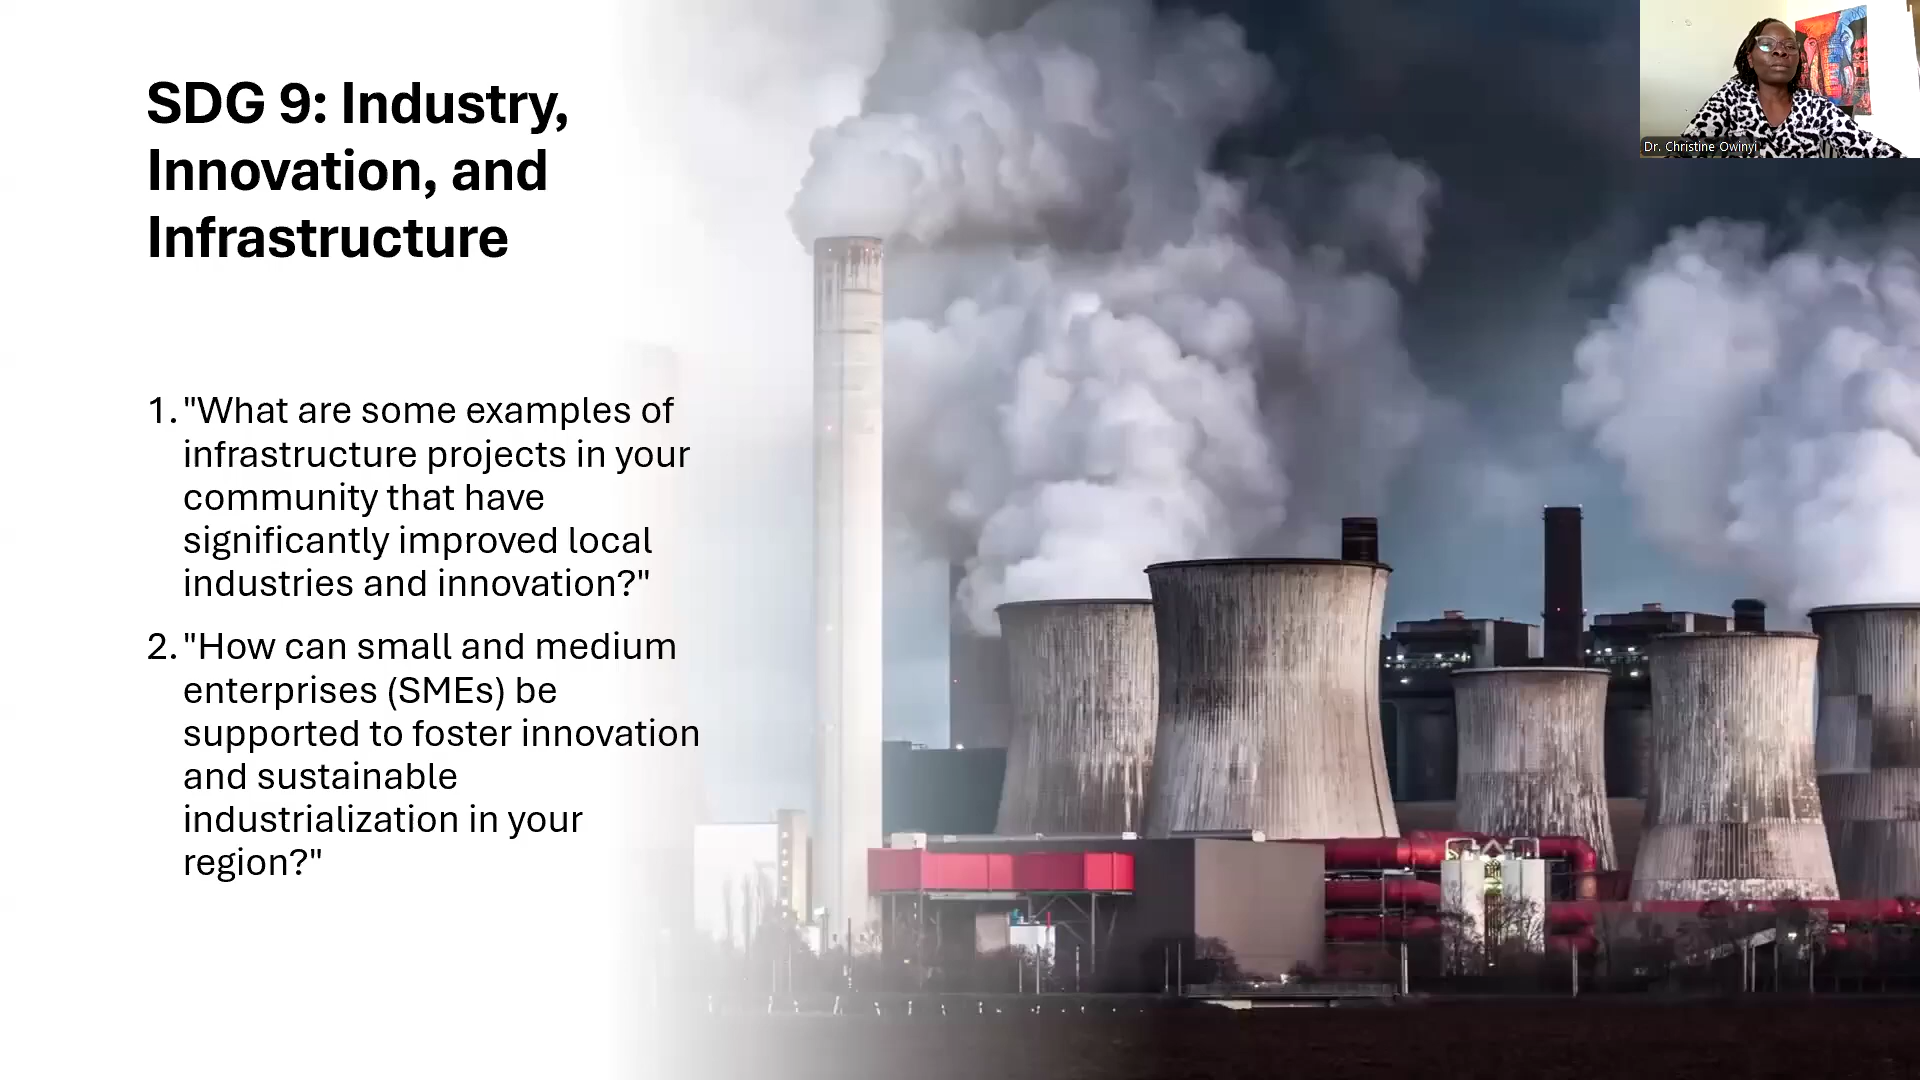 SDG 9: Industry,
Innovation, and
Infrastructure
1. "What are some examples of
infrastructure projects in your
community that have
significantly improved local
industries and innovation?"
2. "How can small and medium
enterprises (SMEs) be
supported to foster innovation
and sustainable
industrialization in your
region?"
Dr. Christine Owinyi